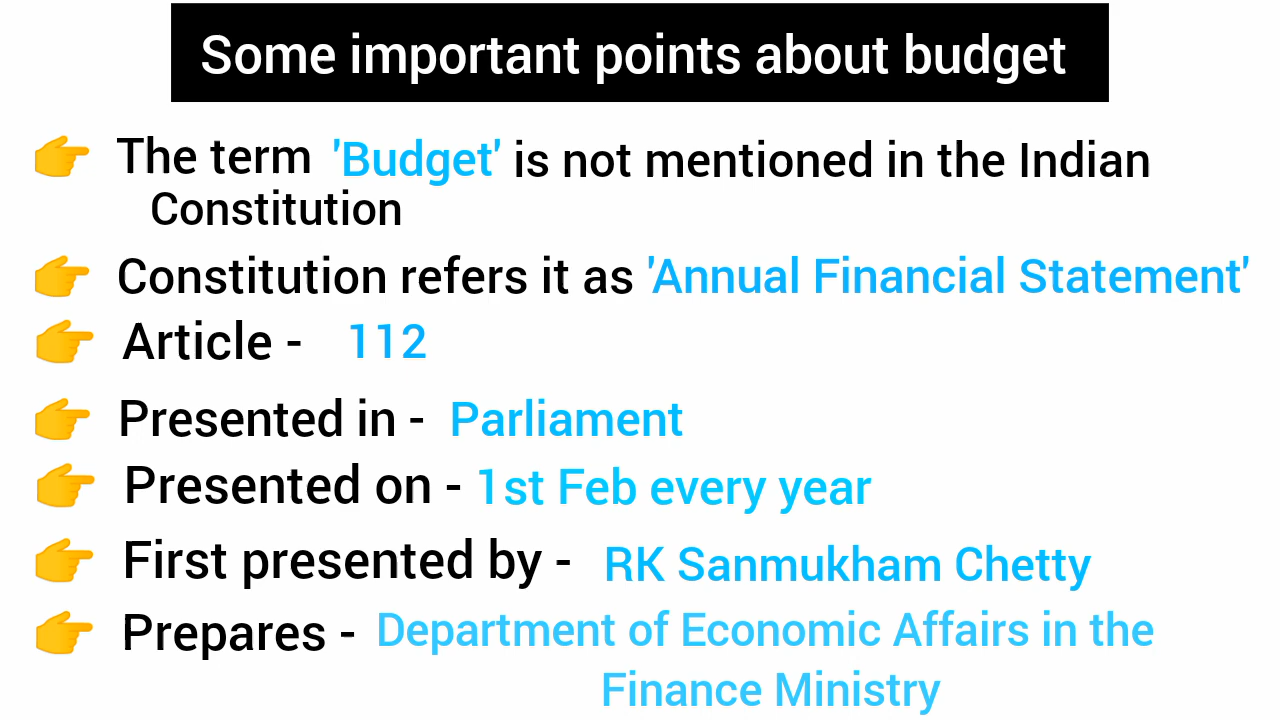 Some important points about budget
👉 The term 'Budget' is not mentioned in the Indian
Constitution
👉 Constitution refers it as 'Annual Financial Statement'
👉 Article - 112
👉 Presented in - Parliament
👉 Presented on - 1st Feb every year
👉 First presented by - RK Sanmukham Chetty
👉 Prepares - Department of Economic Affairs in the
Finance Ministry